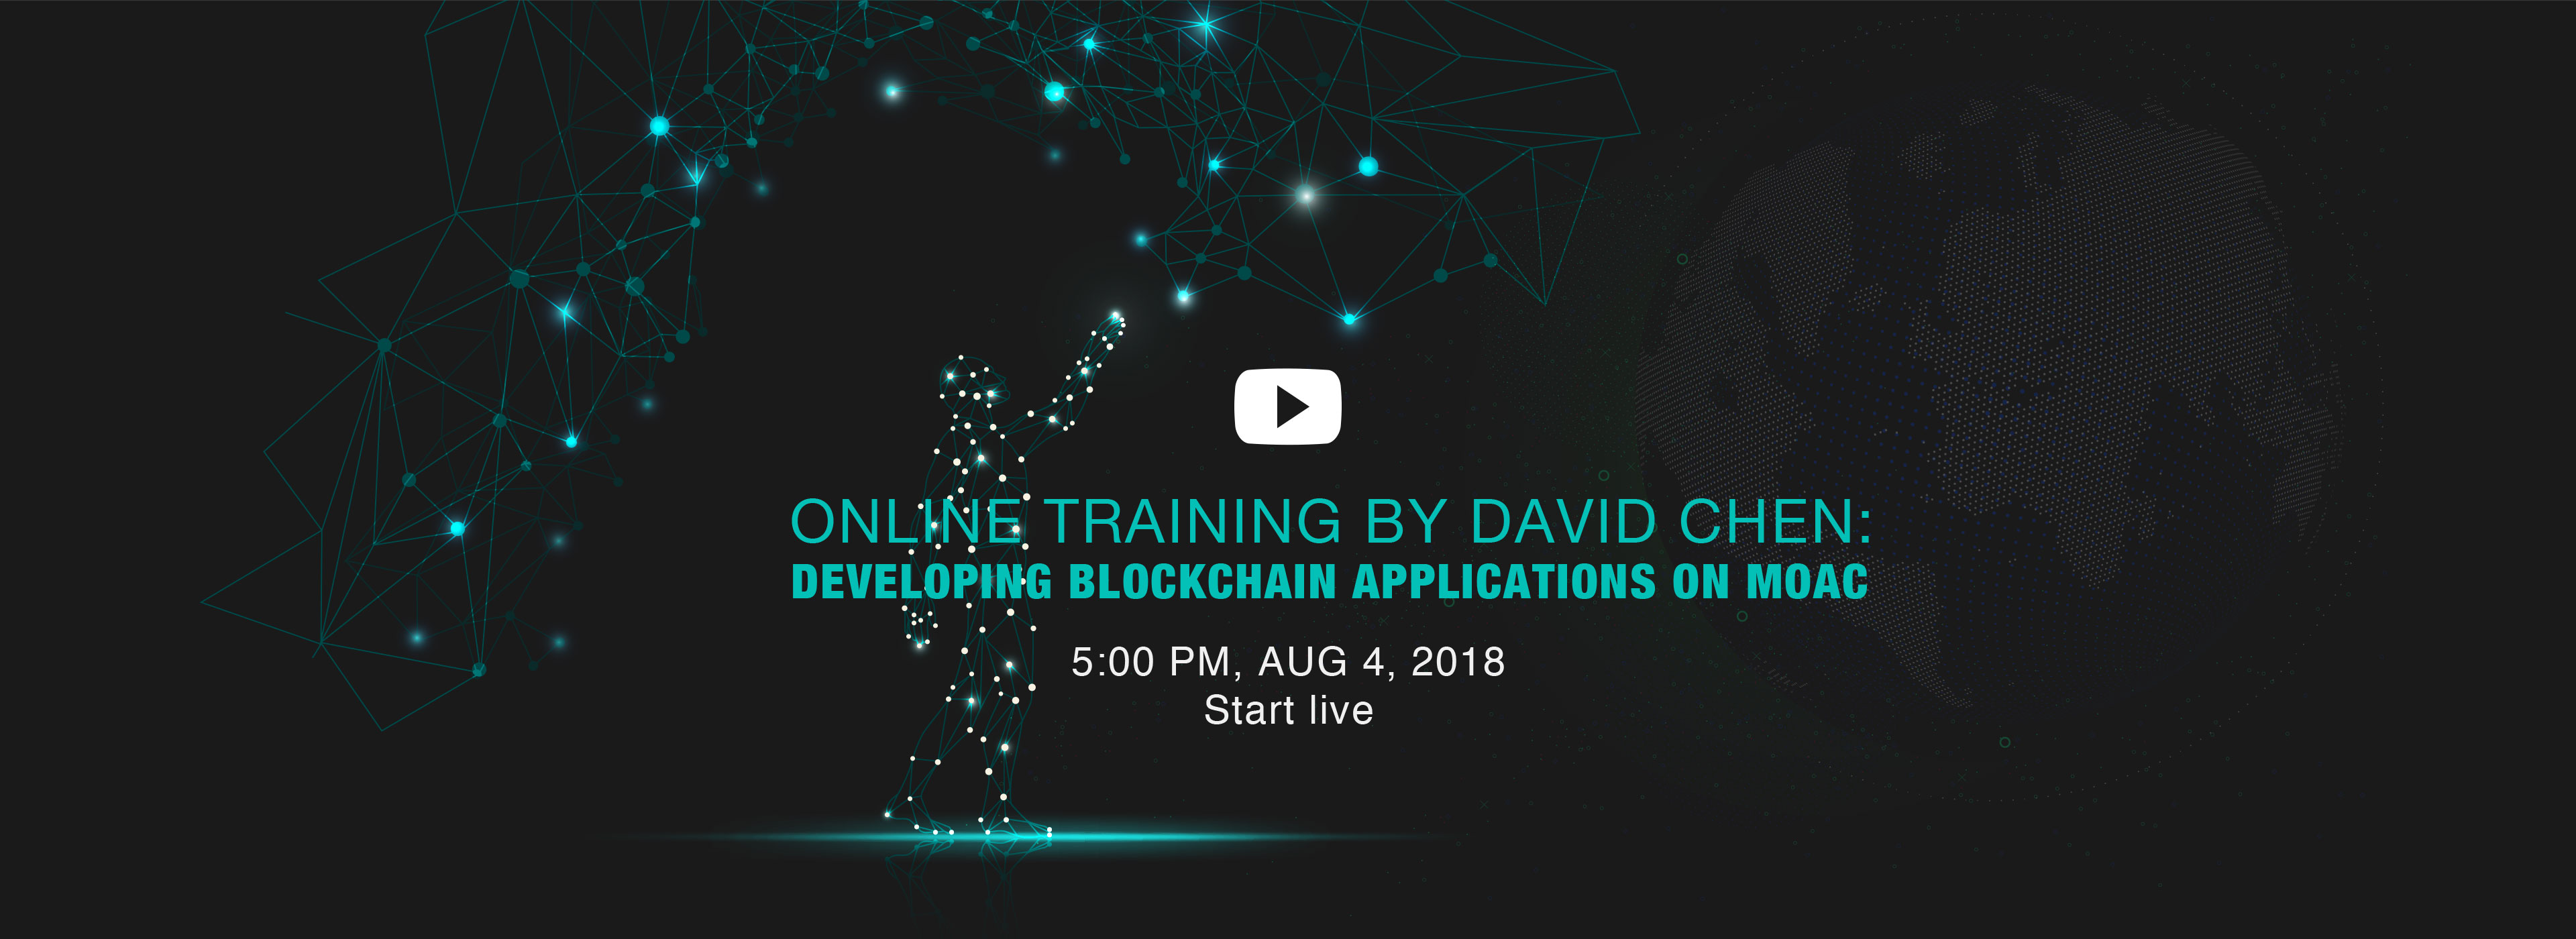 ONLINE TRAINING BY DAVID CHEN:
DEVELOPING BLOCKCHAIN APPLICATIONS ON MOAC
5:00 PM, AUG 4, 2018
Start live